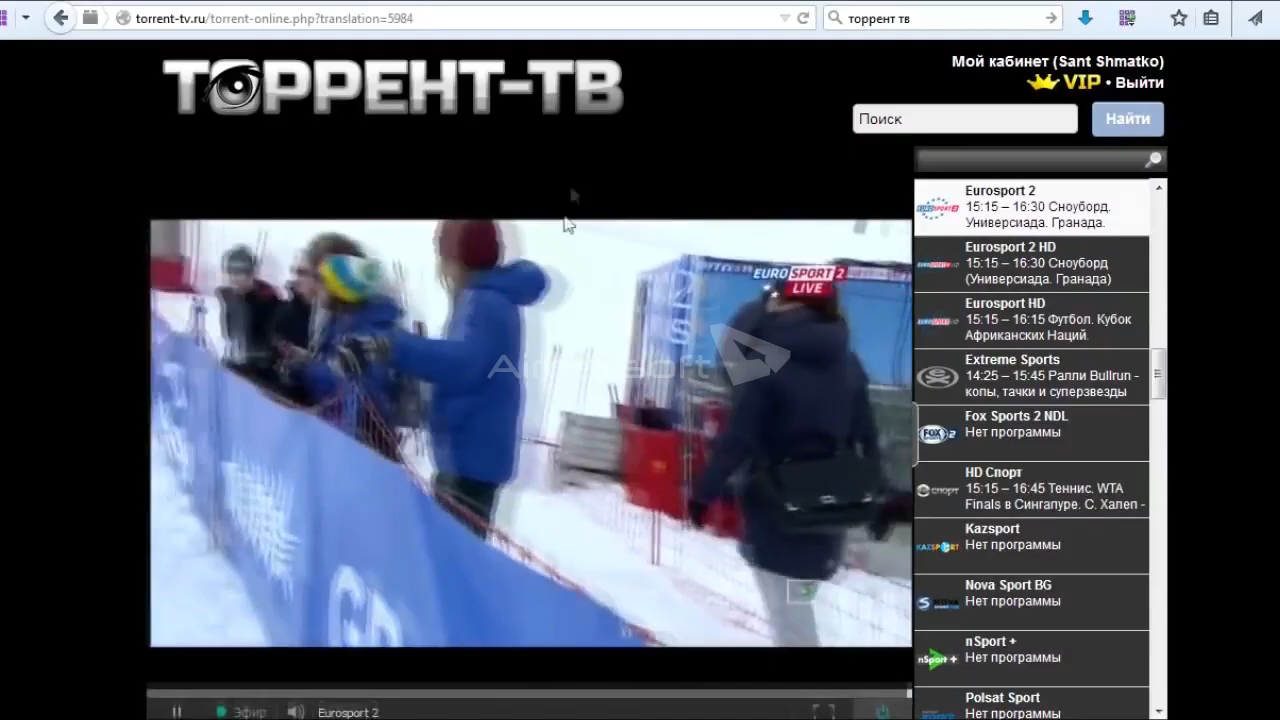 torrent-tv.ru/torrent-online.php?translation=5984
торрент тв
ТОРРЕНТ-ТВ
Мой кабинет (Sant Shmatko)
VIP • Выйти
Поиск
Найти
EUROSPORT 2
LIVE
Eurosport 2
15:15 – 16:30 Сноуборд.
Универсиада. Гранада.
Eurosport 2 HD
15:15 – 16:30 Сноуборд
(Универсиада. Гранада)
Eurosport HD
15:15 – 16:15 Футбол. Кубок
Африканских Наций.
Extreme Sports
14:25 – 15:45 Ралли Bullrun -
копы, тачки и суперзвезды
Fox Sports 2 NDL
Нет программы
HD Спорт
15:15 – 16:45 Теннис. WTA
Finals в Сингапуре. С. Халеп -
Kazsport
Нет программы
Nova Sport BG
Нет программы
nSport +
Нет программы
Polsat Sport
Нет программы
Эфир
Eurosport 2